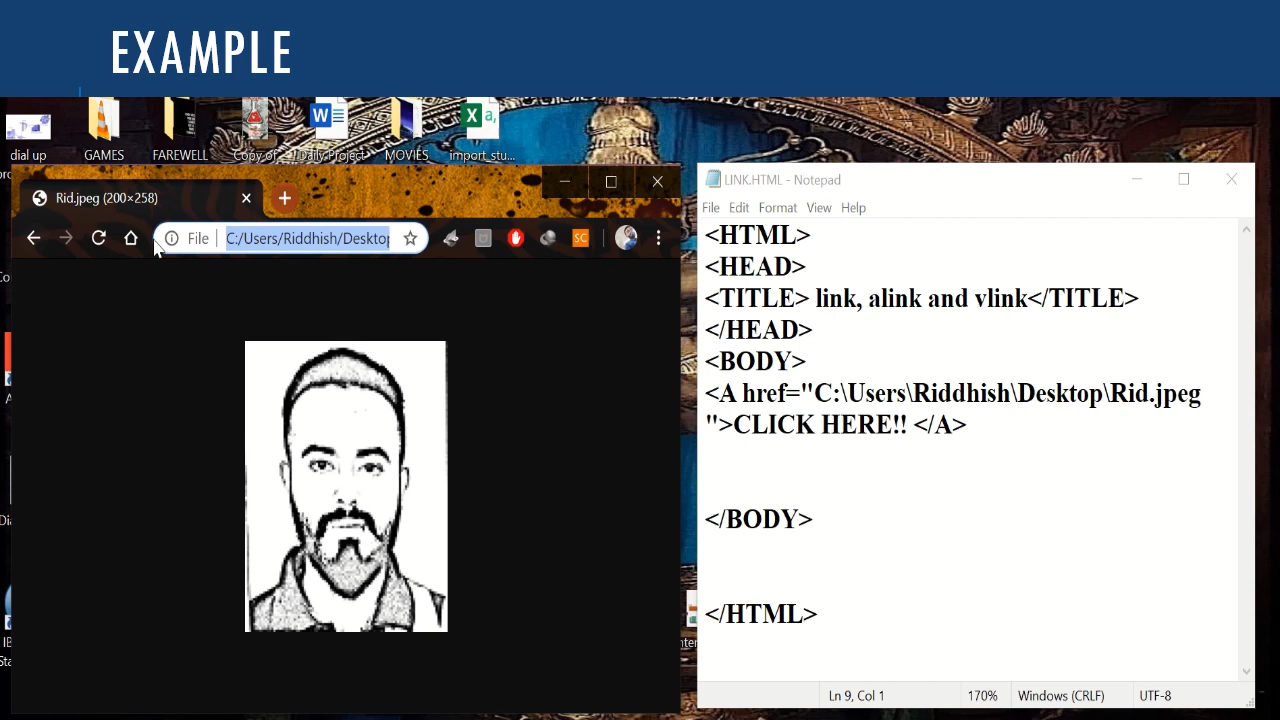 EXAMPLE
dial up
GAMES
FAREWELL
Copy of ...
Daily Project
MOVIES
import_stu...
Rid.jpeg (200×258)
File
C:/Users/Riddhish/Desktop
SC
LINK.HTML - Notepad
File Edit Format View Help
<HTML>
<HEAD>
<TITLE> link, alink and vlink</TITLE>
</HEAD>
<BODY>
<A href="C:\Users\Riddhish\Desktop\Rid.jpeg
">CLICK HERE!! </A>
</BODY>
</HTML>
Ln 9, Col 1 170% Windows (CRLF) UTF-8